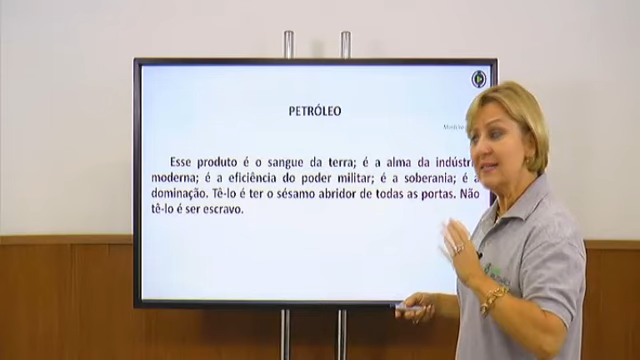 PETRÓLEO
Esse produto é o sangue da terra; é a alma da
moderna; é a eficiência do poder militar; é a soberania; é a
dominação. Tê-lo é ter o sésamo abridor de todas as portas. Não
tê-lo é ser escravo.